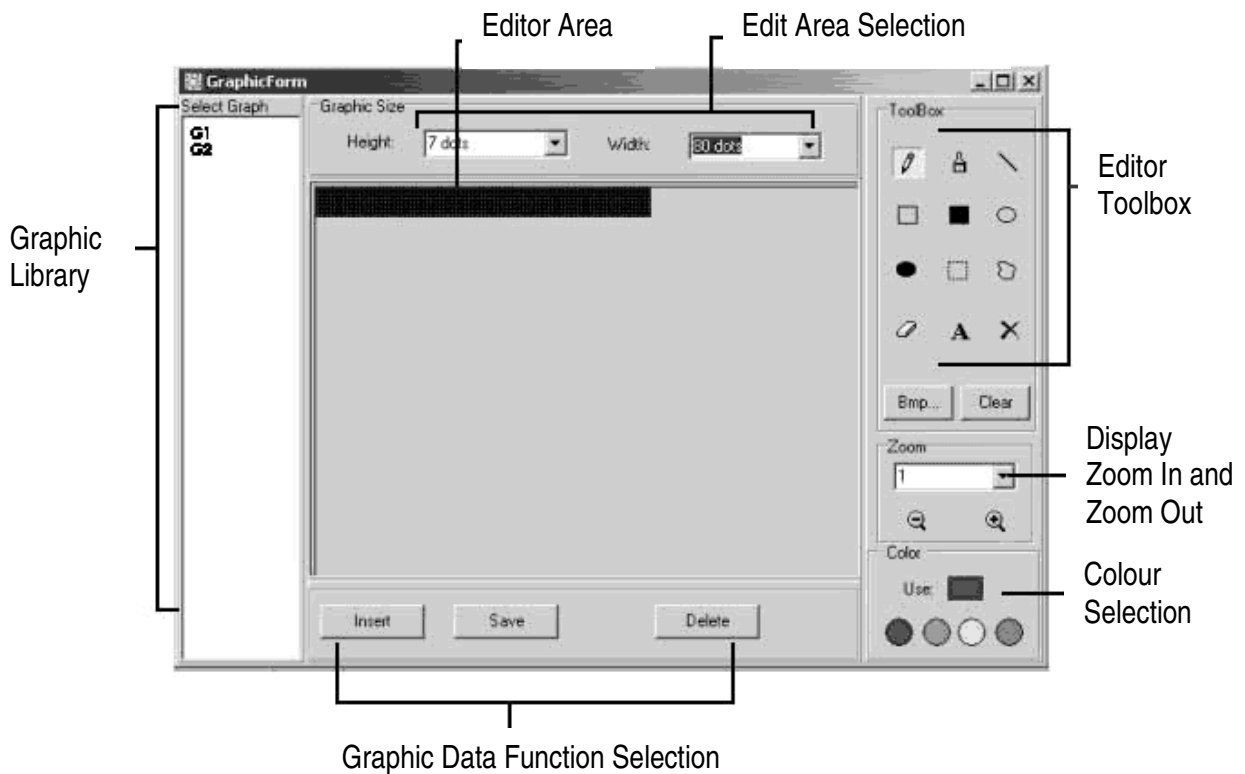 Editor Area
Edit Area Selection
GraphicForm
Select Graph
G1
G2
Graphic Size
Height:
7 dots
Width:
80 dots
ToolBox
Editor
Toolbox
Graphic
Library
A
Bmp...
Clear
Zoom
1
Display
Zoom In and
Zoom Out
Color
Use:
Colour
Selection
Insert
Save
Delete
Graphic Data Function Selection